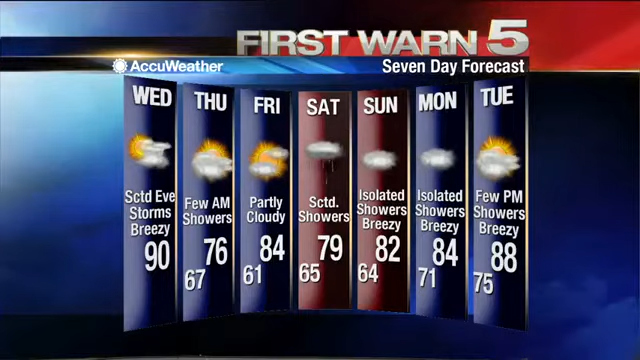 FIRST WARN 5
AccuWeather
Seven Day Forecast
WED
Sctd Eve
Storms
Breezy
90
THU
Few AM
Showers
76
67
FRI
Partly
Cloudy
84
61
SAT
Sctd.
Showers
79
65
SUN
Isolated
Showers
Breezy
82
64
MON
Isolated
Showers
Breezy
84
71
TUE
Few PM
Showers
Breezy
88
75